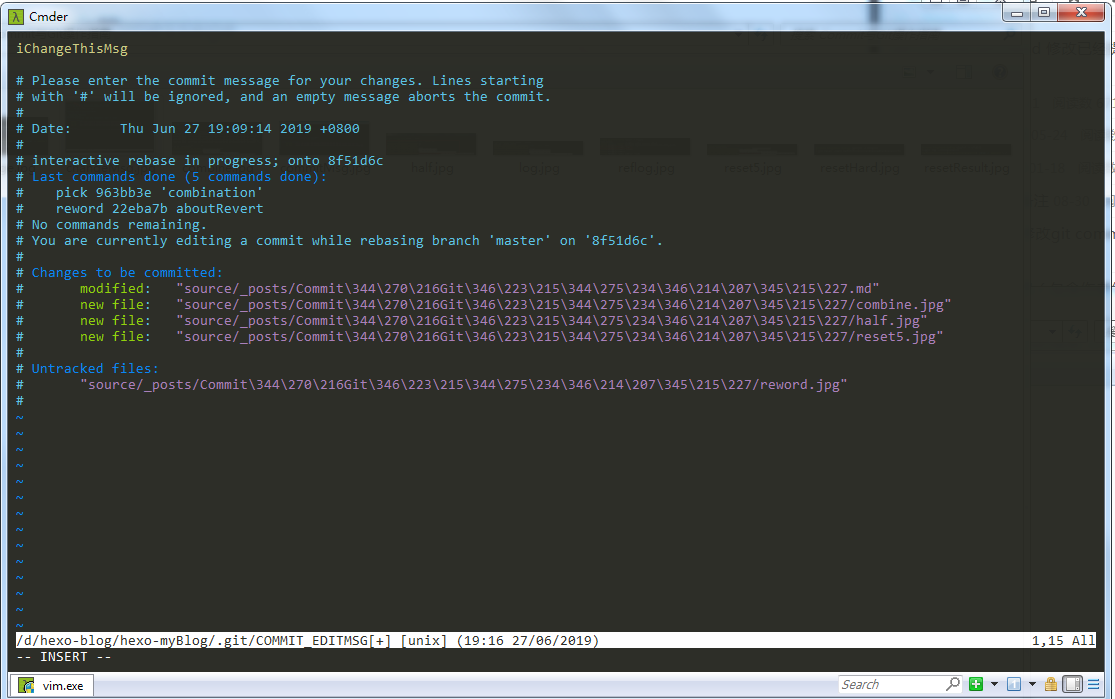 Cmder
iChangeThisMsg
# Please enter the commit message for your changes. Lines starting
# with '#' will be ignored, and an empty message aborts the commit.
#
# Date:      Thu Jun 27 19:09:14 2019 +0800
#
# interactive rebase in progress; onto 8f51d6c
# Last commands done (5 commands done):
#    pick 963bb3e 'combination'
#    reword 22eba7b aboutRevert
# No commands remaining.
# You are currently editing a commit while rebasing branch 'master' on '8f51d6c'.
#
# Changes to be committed:
#       modified:   "source/_posts/Commit\344\270\216Git\346\223\215\344\275\234\346\214\207\345\215\227.md"
#       new file:   "source/_posts/Commit\344\270\216Git\346\223\215\344\275\234\346\214\207\345\215\227/combine.jpg"
#       new file:   "source/_posts/Commit\344\270\216Git\346\223\215\344\275\234\346\214\207\345\215\227/half.jpg"
#       new file:   "source/_posts/Commit\344\270\216Git\346\223\215\344\275\234\346\214\207\345\215\227/reset5.jpg"
#
# Untracked files:
#       "source/_posts/Commit\344\270\216Git\346\223\215\344\275\234\346\214\207\345\215\227/reword.jpg"
#
~
~
~
~
~
~
~
~
~
~
~
~
~
~
/d/hexo-blog/hexo-myBlog/.git/COMMIT_EDITMSG[+] [unix] (19:16 27/06/2019) 1,15 All
-- INSERT --
vim.exe
Search